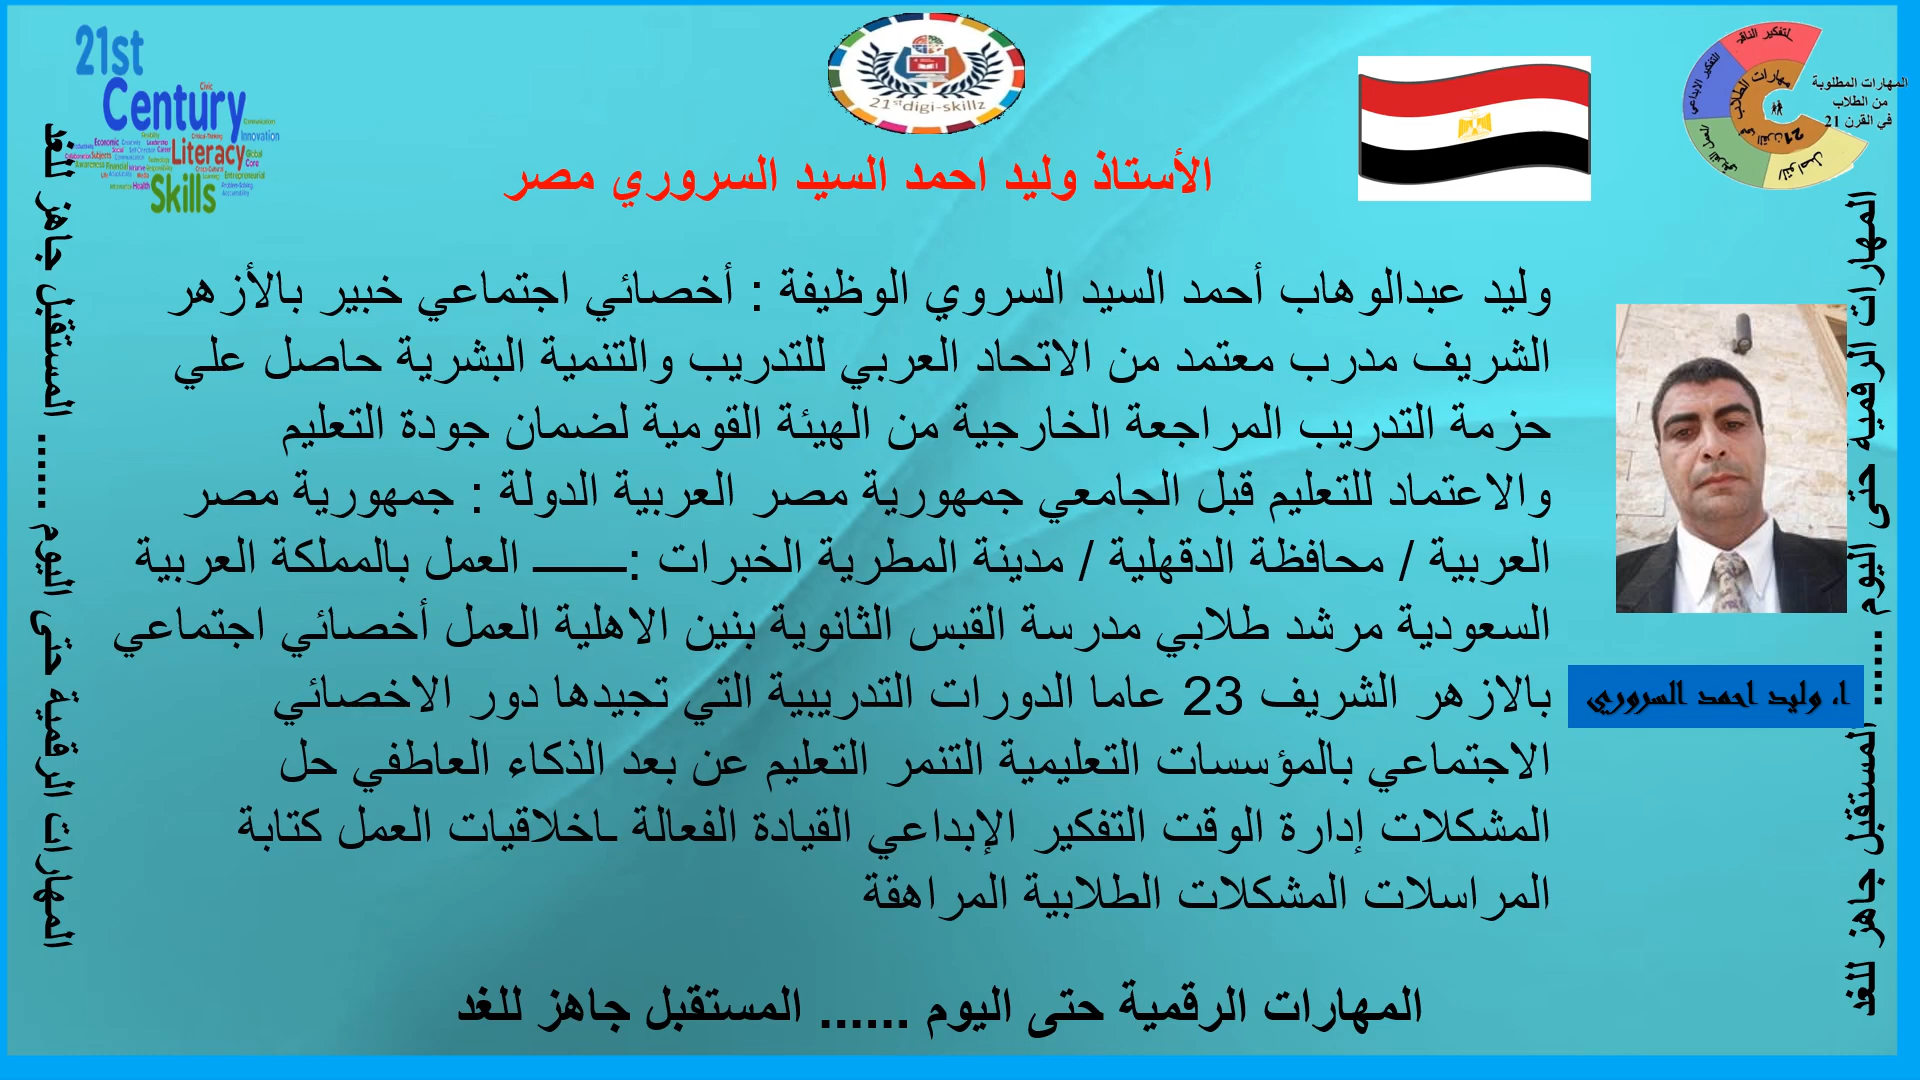 21st
Century
Literacy
Skills
Innovation
21st digi-skillz
المهارات المطلوبة
من الطلاب
في القرن 21
الأستاذ وليد احمد السيد السروري مصر
وليد عبدالوهاب أحمد السيد السروي الوظيفة : أخصائي اجتماعي خبير بالأزهر
الشريف مدرب معتمد من الاتحاد العربي للتدريب والتنمية البشرية حاصل علي
حزمة التدريب المراجعة الخارجية من الهيئة القومية لضمان جودة التعليم
والاعتماد للتعليم قبل الجامعي جمهورية مصر العربية الدولة : جمهورية مصر
العربية / محافظة الدقهلية / مدينة المطرية الخبرات :ـــــــ العمل بالمملكة العربية
السعودية مرشد طلابي مدرسة القبس الثانوية بنين الاهلية العمل أخصائي اجتماعي
بالازهر الشريف 23 عاما الدورات التدريبية التي تجيدها دور الاخصائي
الاجتماعي بالمؤسسات التعليمية التنمر التعليم عن بعد الذكاء العاطفي حل
المشكلات إدارة الوقت التفكير الإبداعي القيادة الفعالة ـاخلاقيات العمل كتابة
المراسلات المشكلات الطلابية المراهقة
ا. وليد احمد السروري
المهارات الرقمية حتى اليوم ...... المستقبل جاهز للغد
المهارات الرقمية حتى اليوم ...... المستقبل جاهز للغد
المهارات الرقمية حتى اليوم ...... المستقبل جاهز للغد